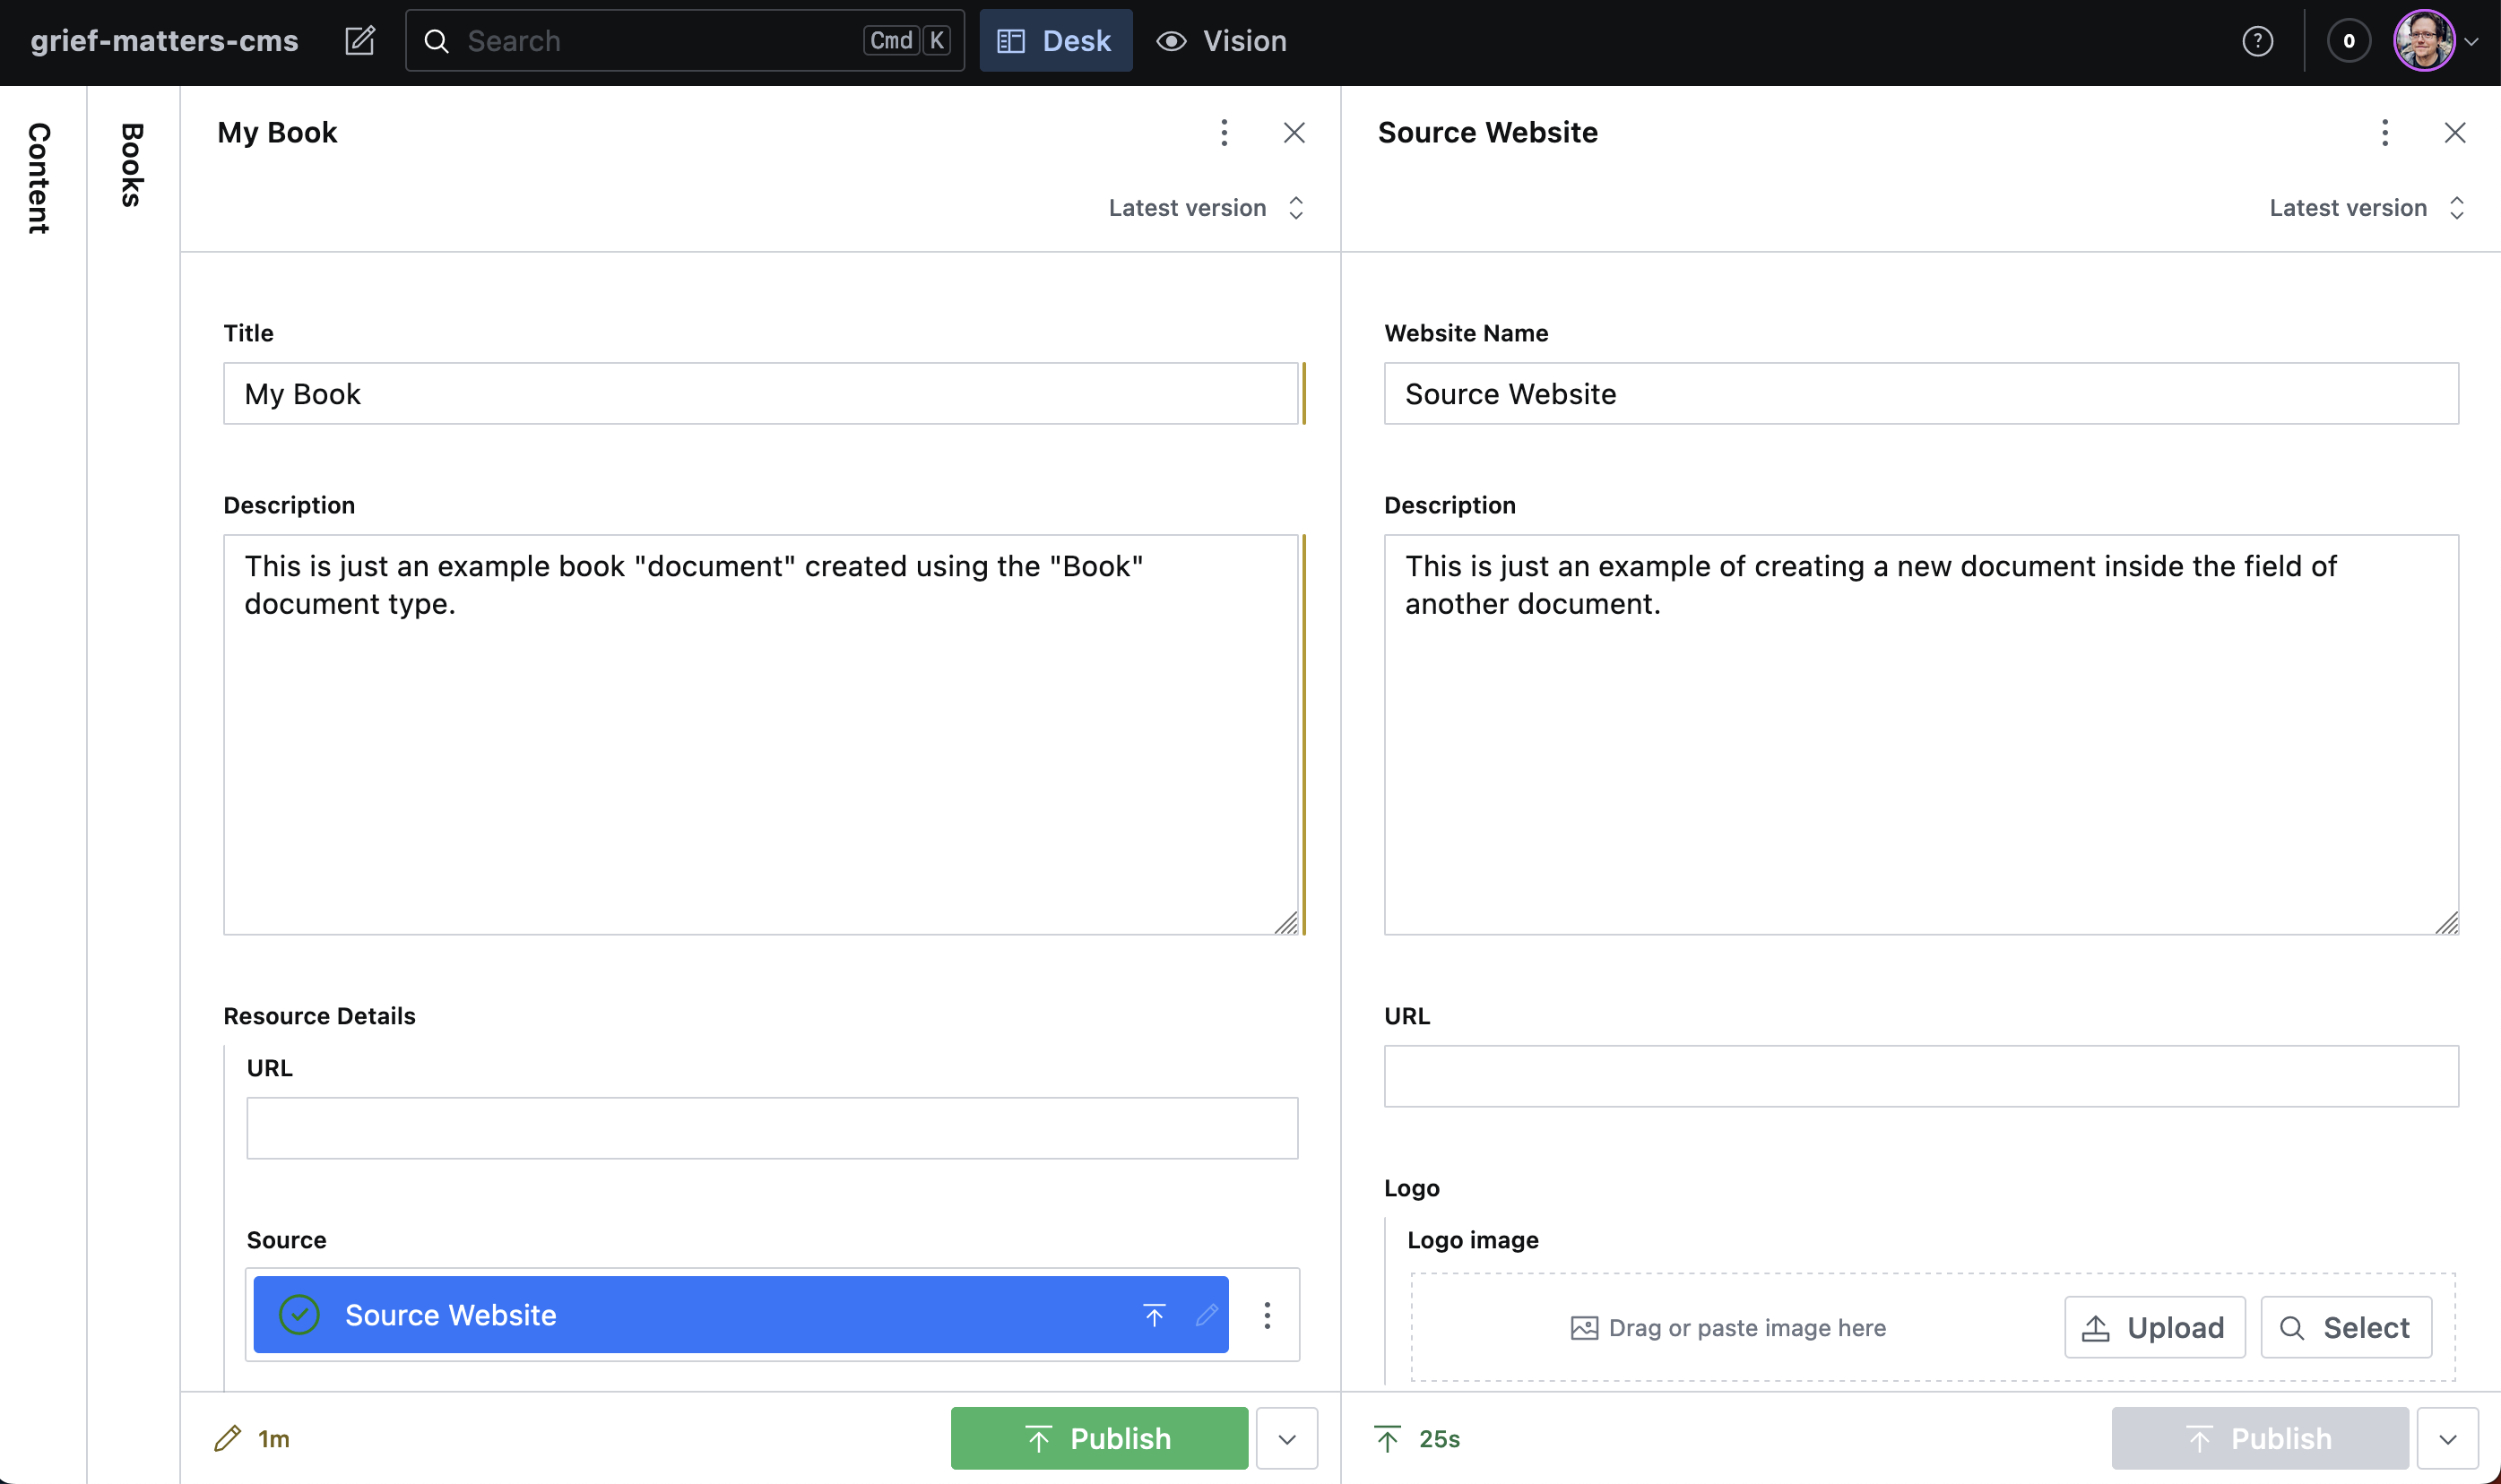 grief-matters-cms
Search
Cmd K
Desk
Vision
?
0
Content
Books
My Book
Latest version
Title
My Book
Description
This is just an example book "document" created using the "Book"
document type.
Resource Details
URL
Source
Source Website
1m
Publish
Source Website
Latest version
Website Name
Source Website
Description
This is just an example of creating a new document inside the field of
another document.
URL
Logo
Logo image
Drag or paste image here
Upload
Select
25s
Publish